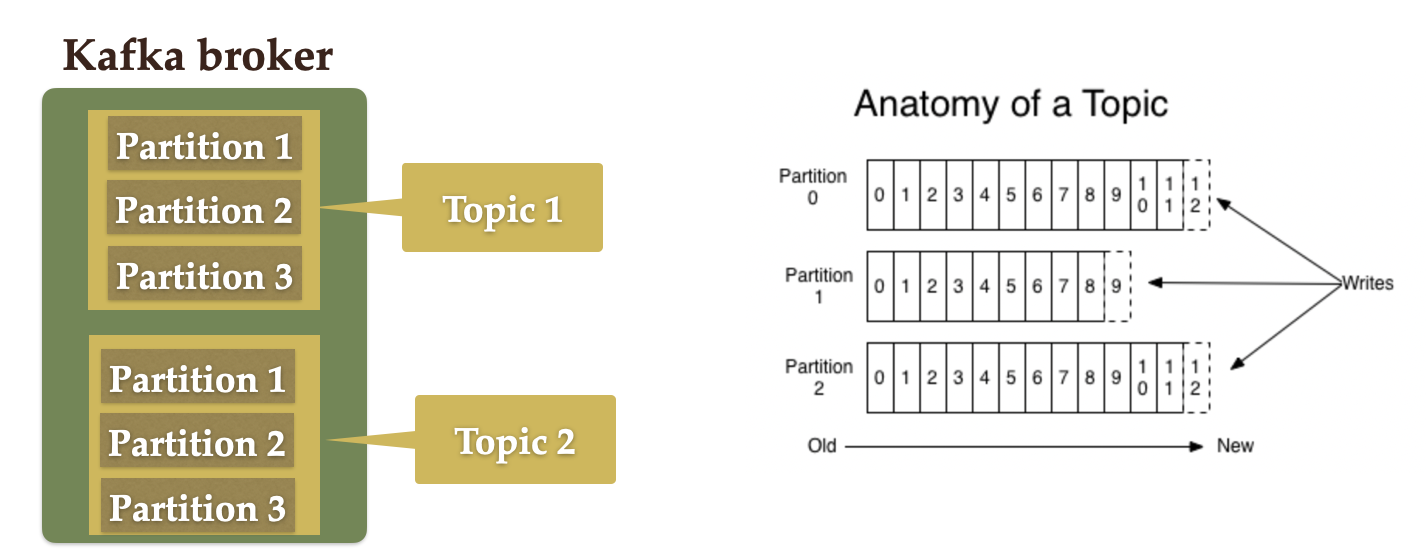 Kafka broker
Partition 1
Partition 2
Partition 3
Topic 1
Partition 1
Partition 2
Partition 3
Topic 2
Anatomy of a Topic
Partition
0
0 1 2 3 4 5 6 7 8 9 10 11 12
Partition
1
0 1 2 3 4 5 6 7 8 9
Writes
Partition
2
0 1 2 3 4 5 6 7 8 9 10 11 12
Old
New